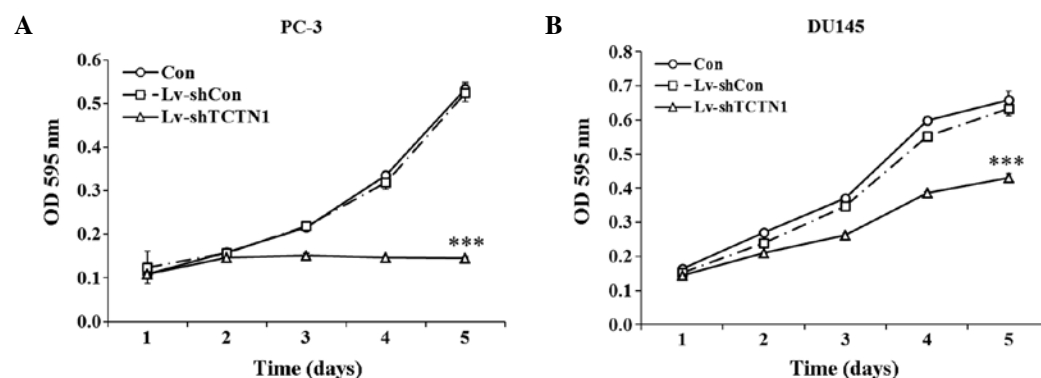 A
PC-3
Con
Lv-shCon
Lv-shTCTN1
OD 595 nm
0.6
0.5
0.4
0.3
0.2
0.1
0.0
***
1 2 3 4 5
Time (days)
B
DU145
Con
Lv-shCon
Lv-shTCTN1
OD 595 nm
0.8
0.7
0.6
0.5
0.4
0.3
0.2
0.1
0.0
***
1 2 3 4 5
Time (days)